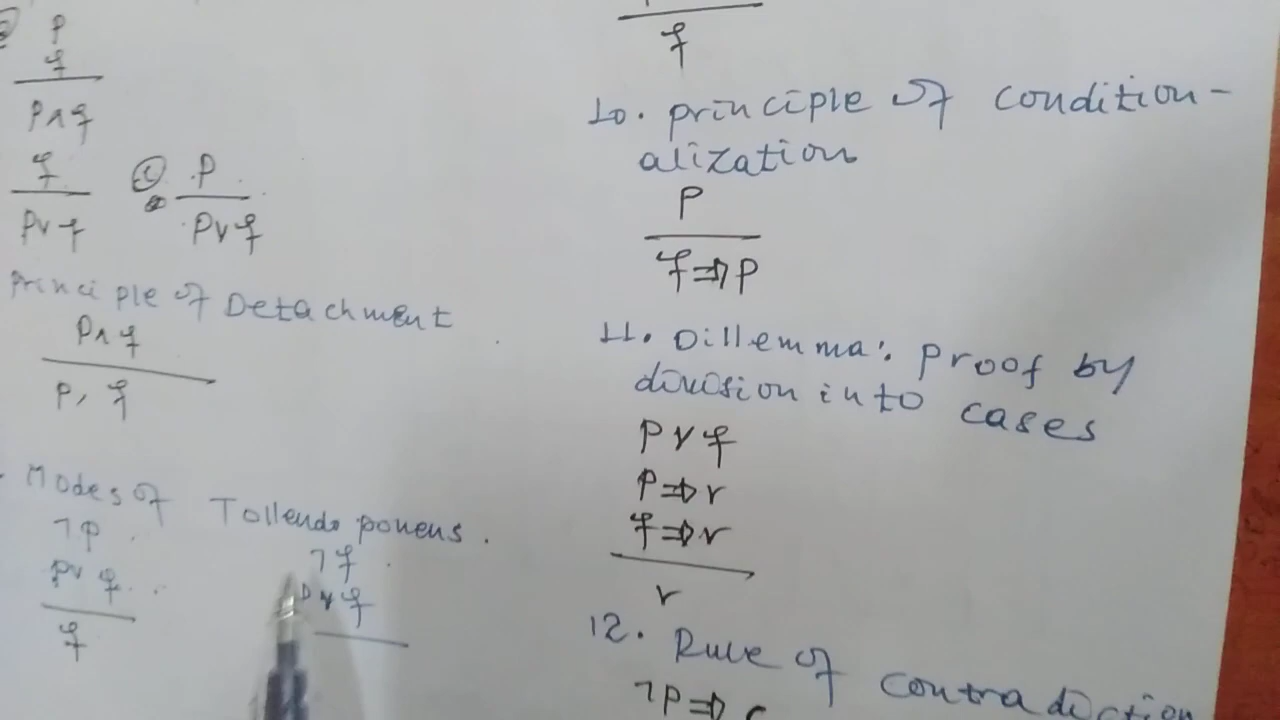 P
q
P∧q
q
P∨q
© P
P∨q
Principle of Detachment
P∧q
P, q
Modes of Tollendo ponens.
¬P
P∨q
q
¬q
P∨q
q
10. principle of condition-
alization
P
q⇒P
11. Dillemma: proof by
division into cases
P∨q
P⇒r
q⇒r
r
12. Rule of contradiction
¬P⇒